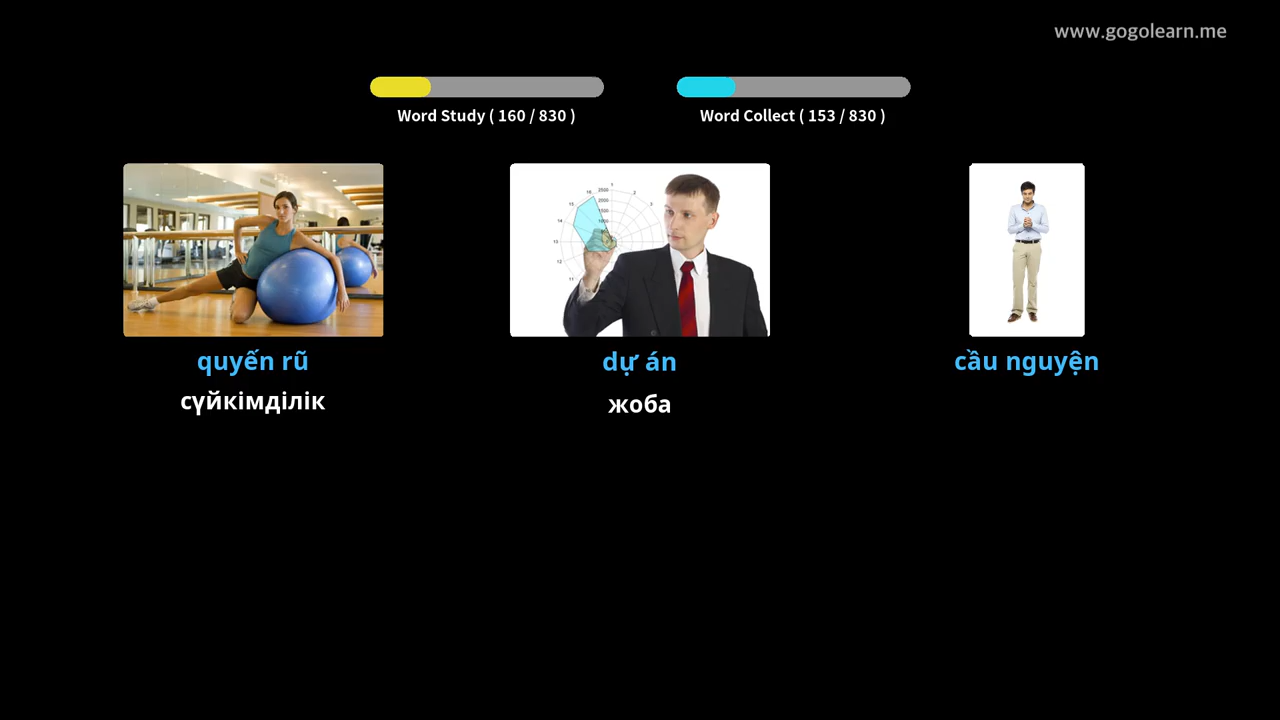 www.gogolearn.me
Word Study ( 160 / 830 )
Word Collect ( 153 / 830 )
quyến rũ
сүйкімділік
dự án
жоба
cầu nguyện